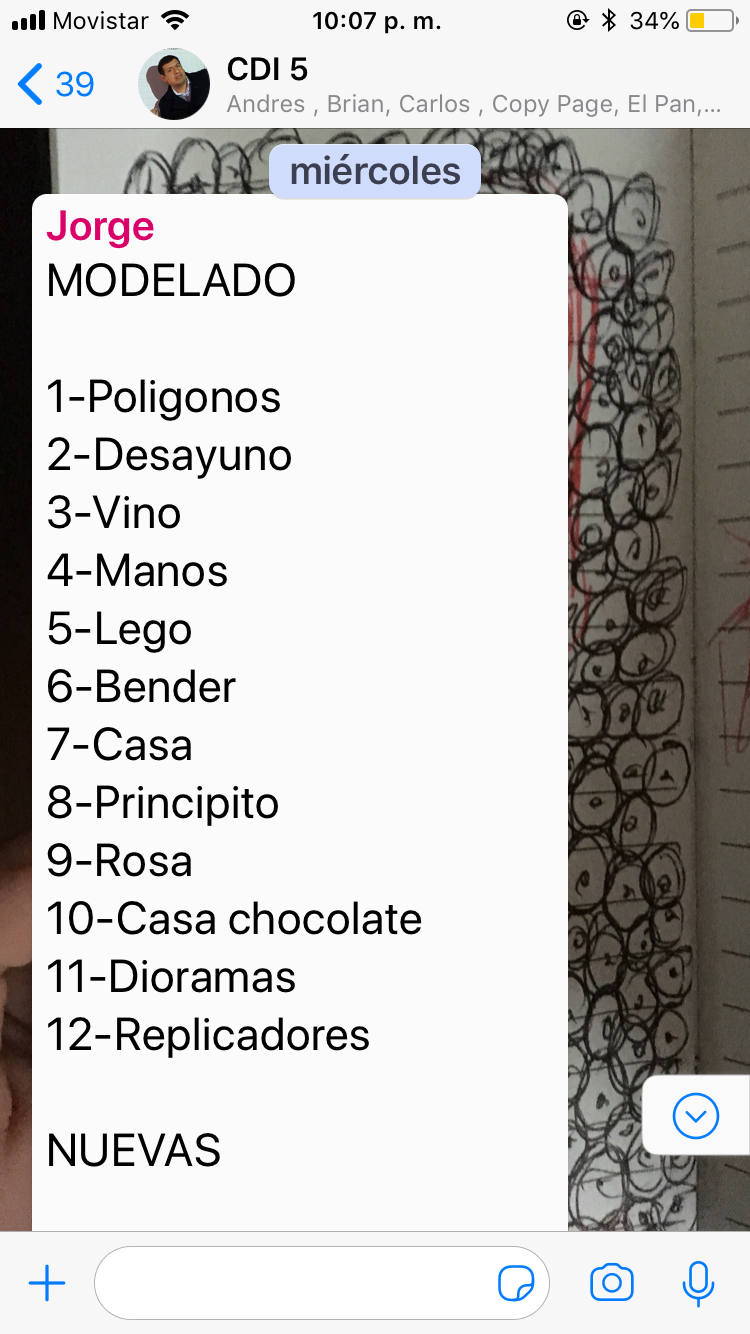 Movistar 10:07 p. m. 34%
39 CDI 5
Andres , Brian, Carlos , Copy Page, El Pan,...
miércoles
Jorge
MODELADO
1-Poligonos
2-Desayuno
3-Vino
4-Manos
5-Lego
6-Bender
7-Casa
8-Principito
9-Rosa
10-Casa chocolate
11-Dioramas
12-Replicadores
NUEVAS